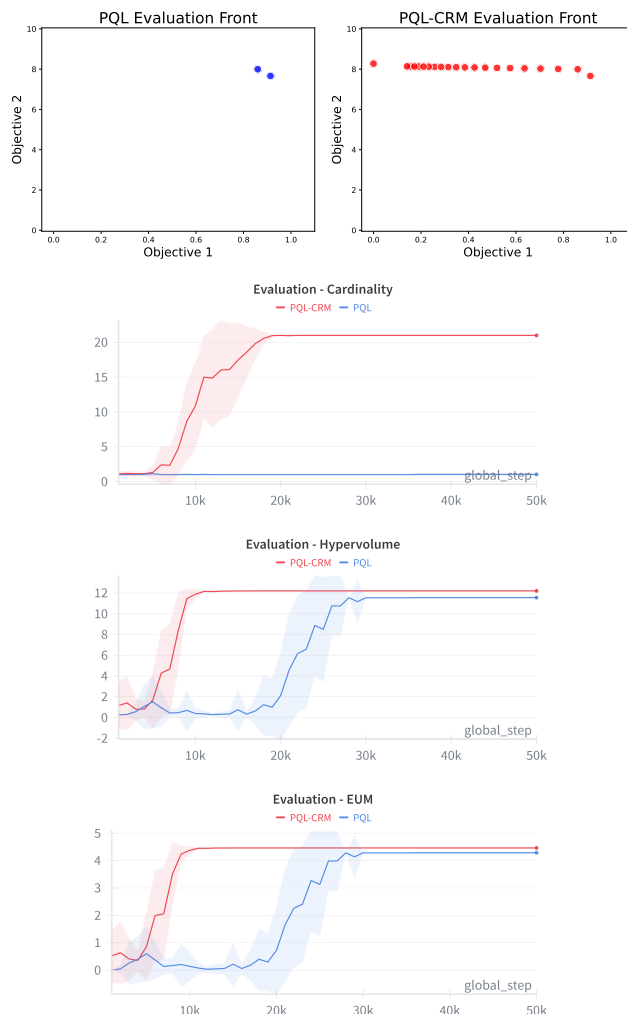 PQL Evaluation Front
PQL-CRM Evaluation Front
10
8
6
4
2
0
Objective 2
0.0 0.2 0.4 0.6 0.8 1.0
Objective 1
10
8
6
4
2
0
Objective 2
0.0 0.2 0.4 0.6 0.8 1.0
Objective 1
Evaluation - Cardinality
PQL-CRM PQL
20
15
10
5
0
global_step
10k 20k 30k 40k 50k
Evaluation - Hypervolume
PQL-CRM PQL
12
10
8
6
4
2
0
-2
global_step
10k 20k 30k 40k 50k
Evaluation - EUM
PQL-CRM PQL
5
4
3
2
1
0
global_step
10k 20k 30k 40k 50k